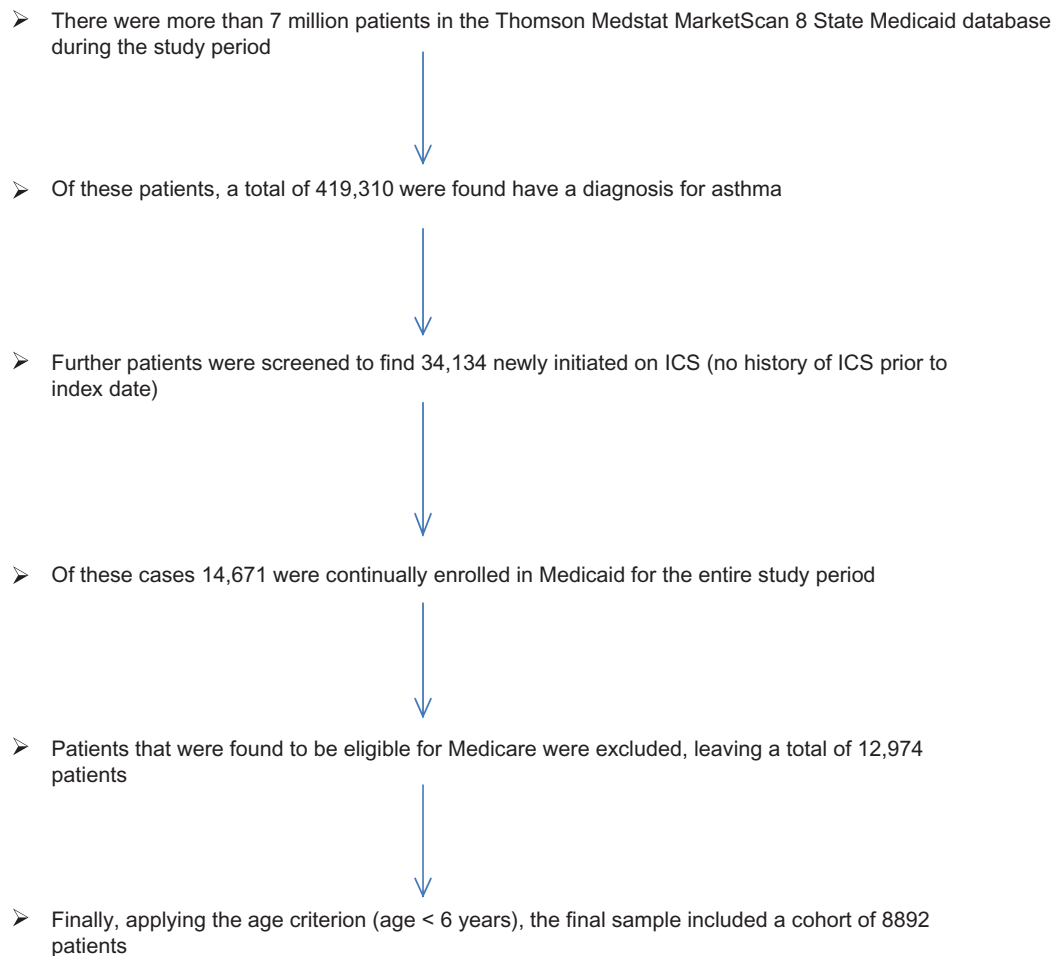 ➢ There were more than 7 million patients in the Thomson Medstat MarketScan 8 State Medicaid database
during the study period
➢ Of these patients, a total of 419,310 were found have a diagnosis for asthma
➢ Further patients were screened to find 34,134 newly initiated on ICS (no history of ICS prior to
index date)
➢ Of these cases 14,671 were continually enrolled in Medicaid for the entire study period
➢ Patients that were found to be eligible for Medicare were excluded, leaving a total of 12,974
patients
➢ Finally, applying the age criterion (age < 6 years), the final sample included a cohort of 8892
patients